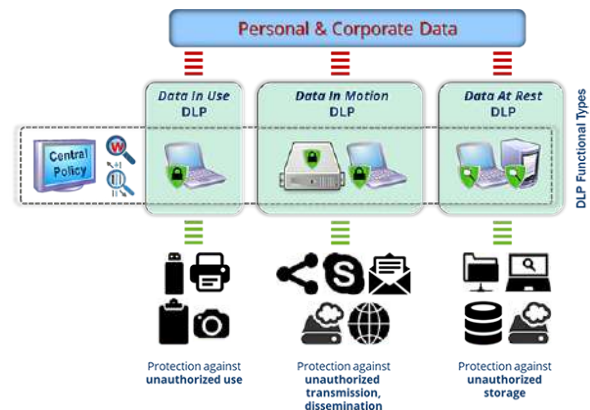 Personal & Corporate Data
Data In Use
DLP
Data In Motion
DLP
Data At Rest
DLP
Central
Policy
W
DLP Functional Types
S
Protection against
unauthorized use
Protection against
unauthorized
transmission,
dissemination
Protection against
unauthorized
storage